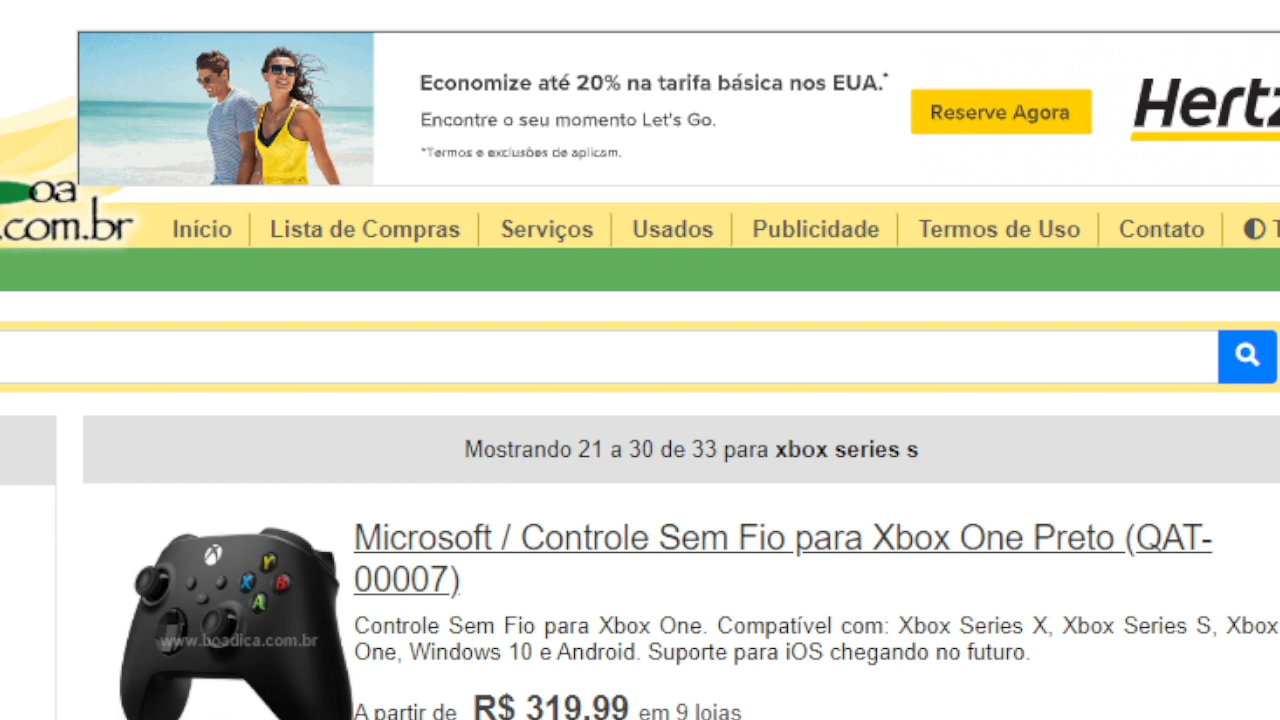 Economize até 20% na tarifa básica nos EUA.*
Encontre o seu momento Let's Go.
*Termos e exclusões de aplicam.
Reserve Agora
Hertz
oa
.com.br
Início
Lista de Compras
Serviços
Usados
Publicidade
Termos de Uso
Contato
Mostrando 21 a 30 de 33 para xbox series s
Microsoft / Controle Sem Fio para Xbox One Preto (QAT-
00007)
Y
X
B
A
www.boadica.com.br
Controle Sem Fio para Xbox One. Compatível com: Xbox Series X, Xbox Series S, Xbox
One, Windows 10 e Android. Suporte para iOS chegando no futuro.
A partir de R$ 319,99 em 9 lojas